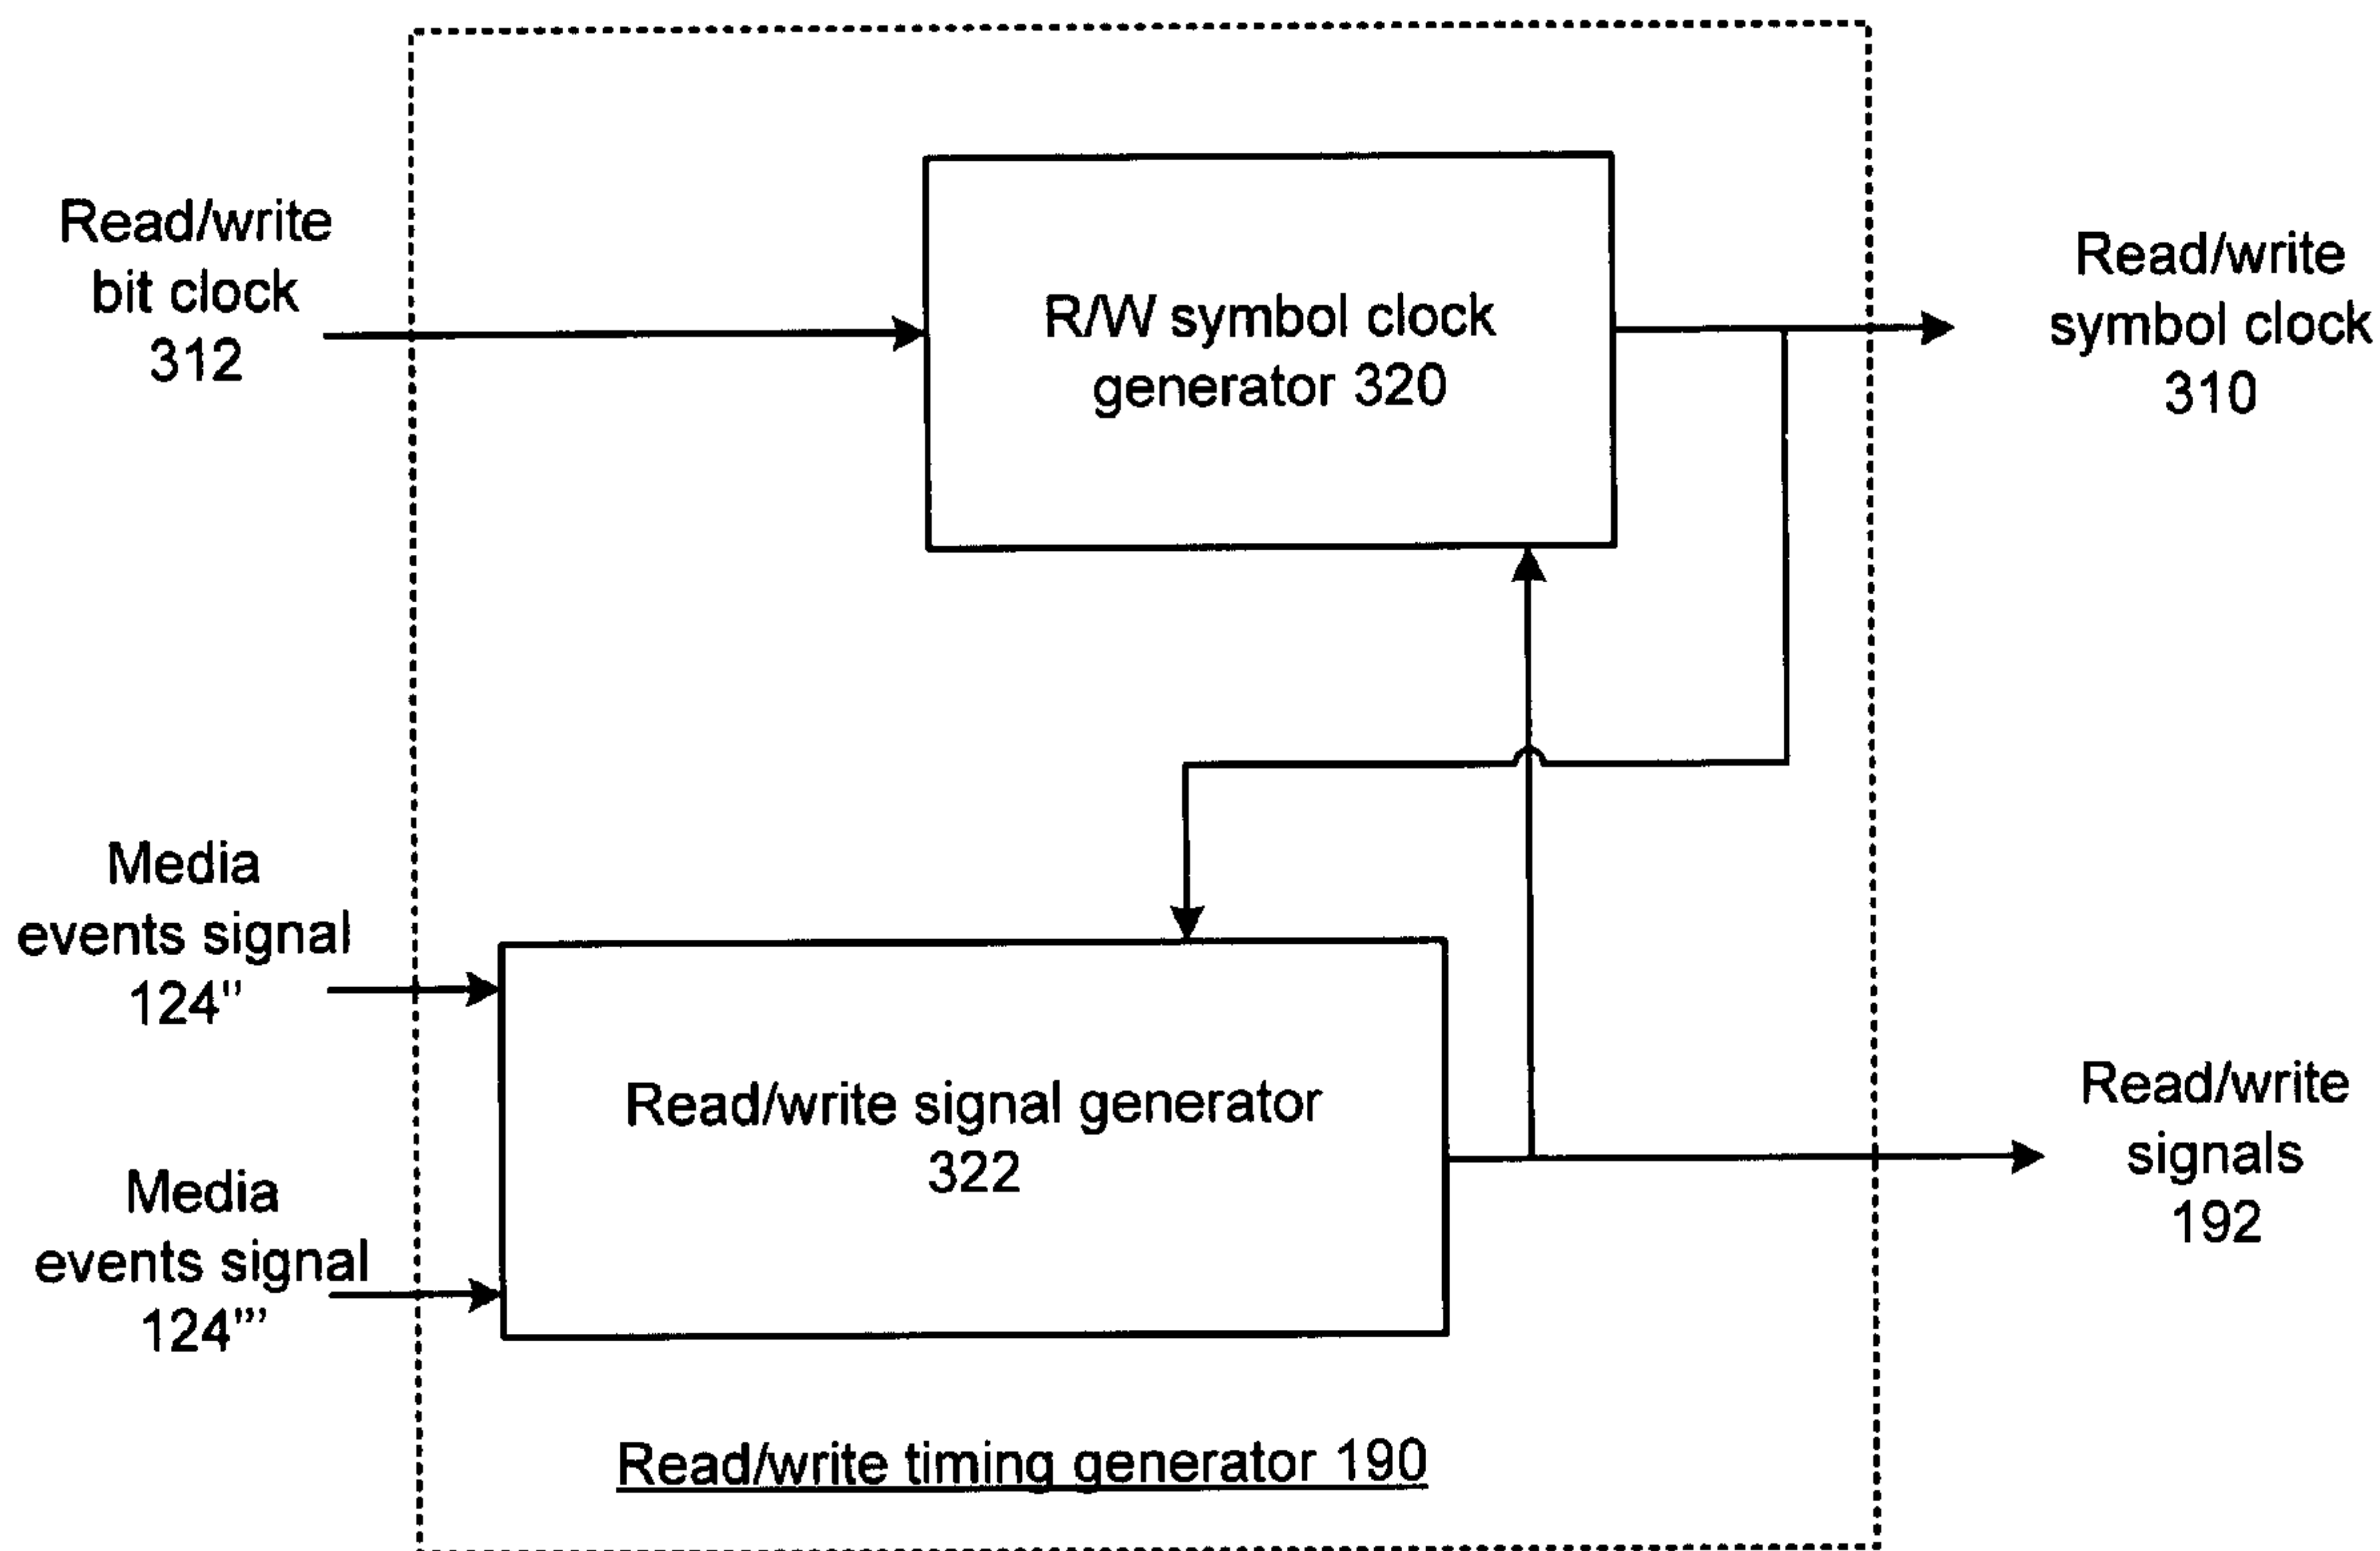 Read/write
bit clock
312
R/W symbol clock
generator 320
Read/write
symbol clock
310
Media
events signal
124"
Read/write signal generator
322
Media
events signal
124"'
Read/write
signals
192
Read/write timing generator 190